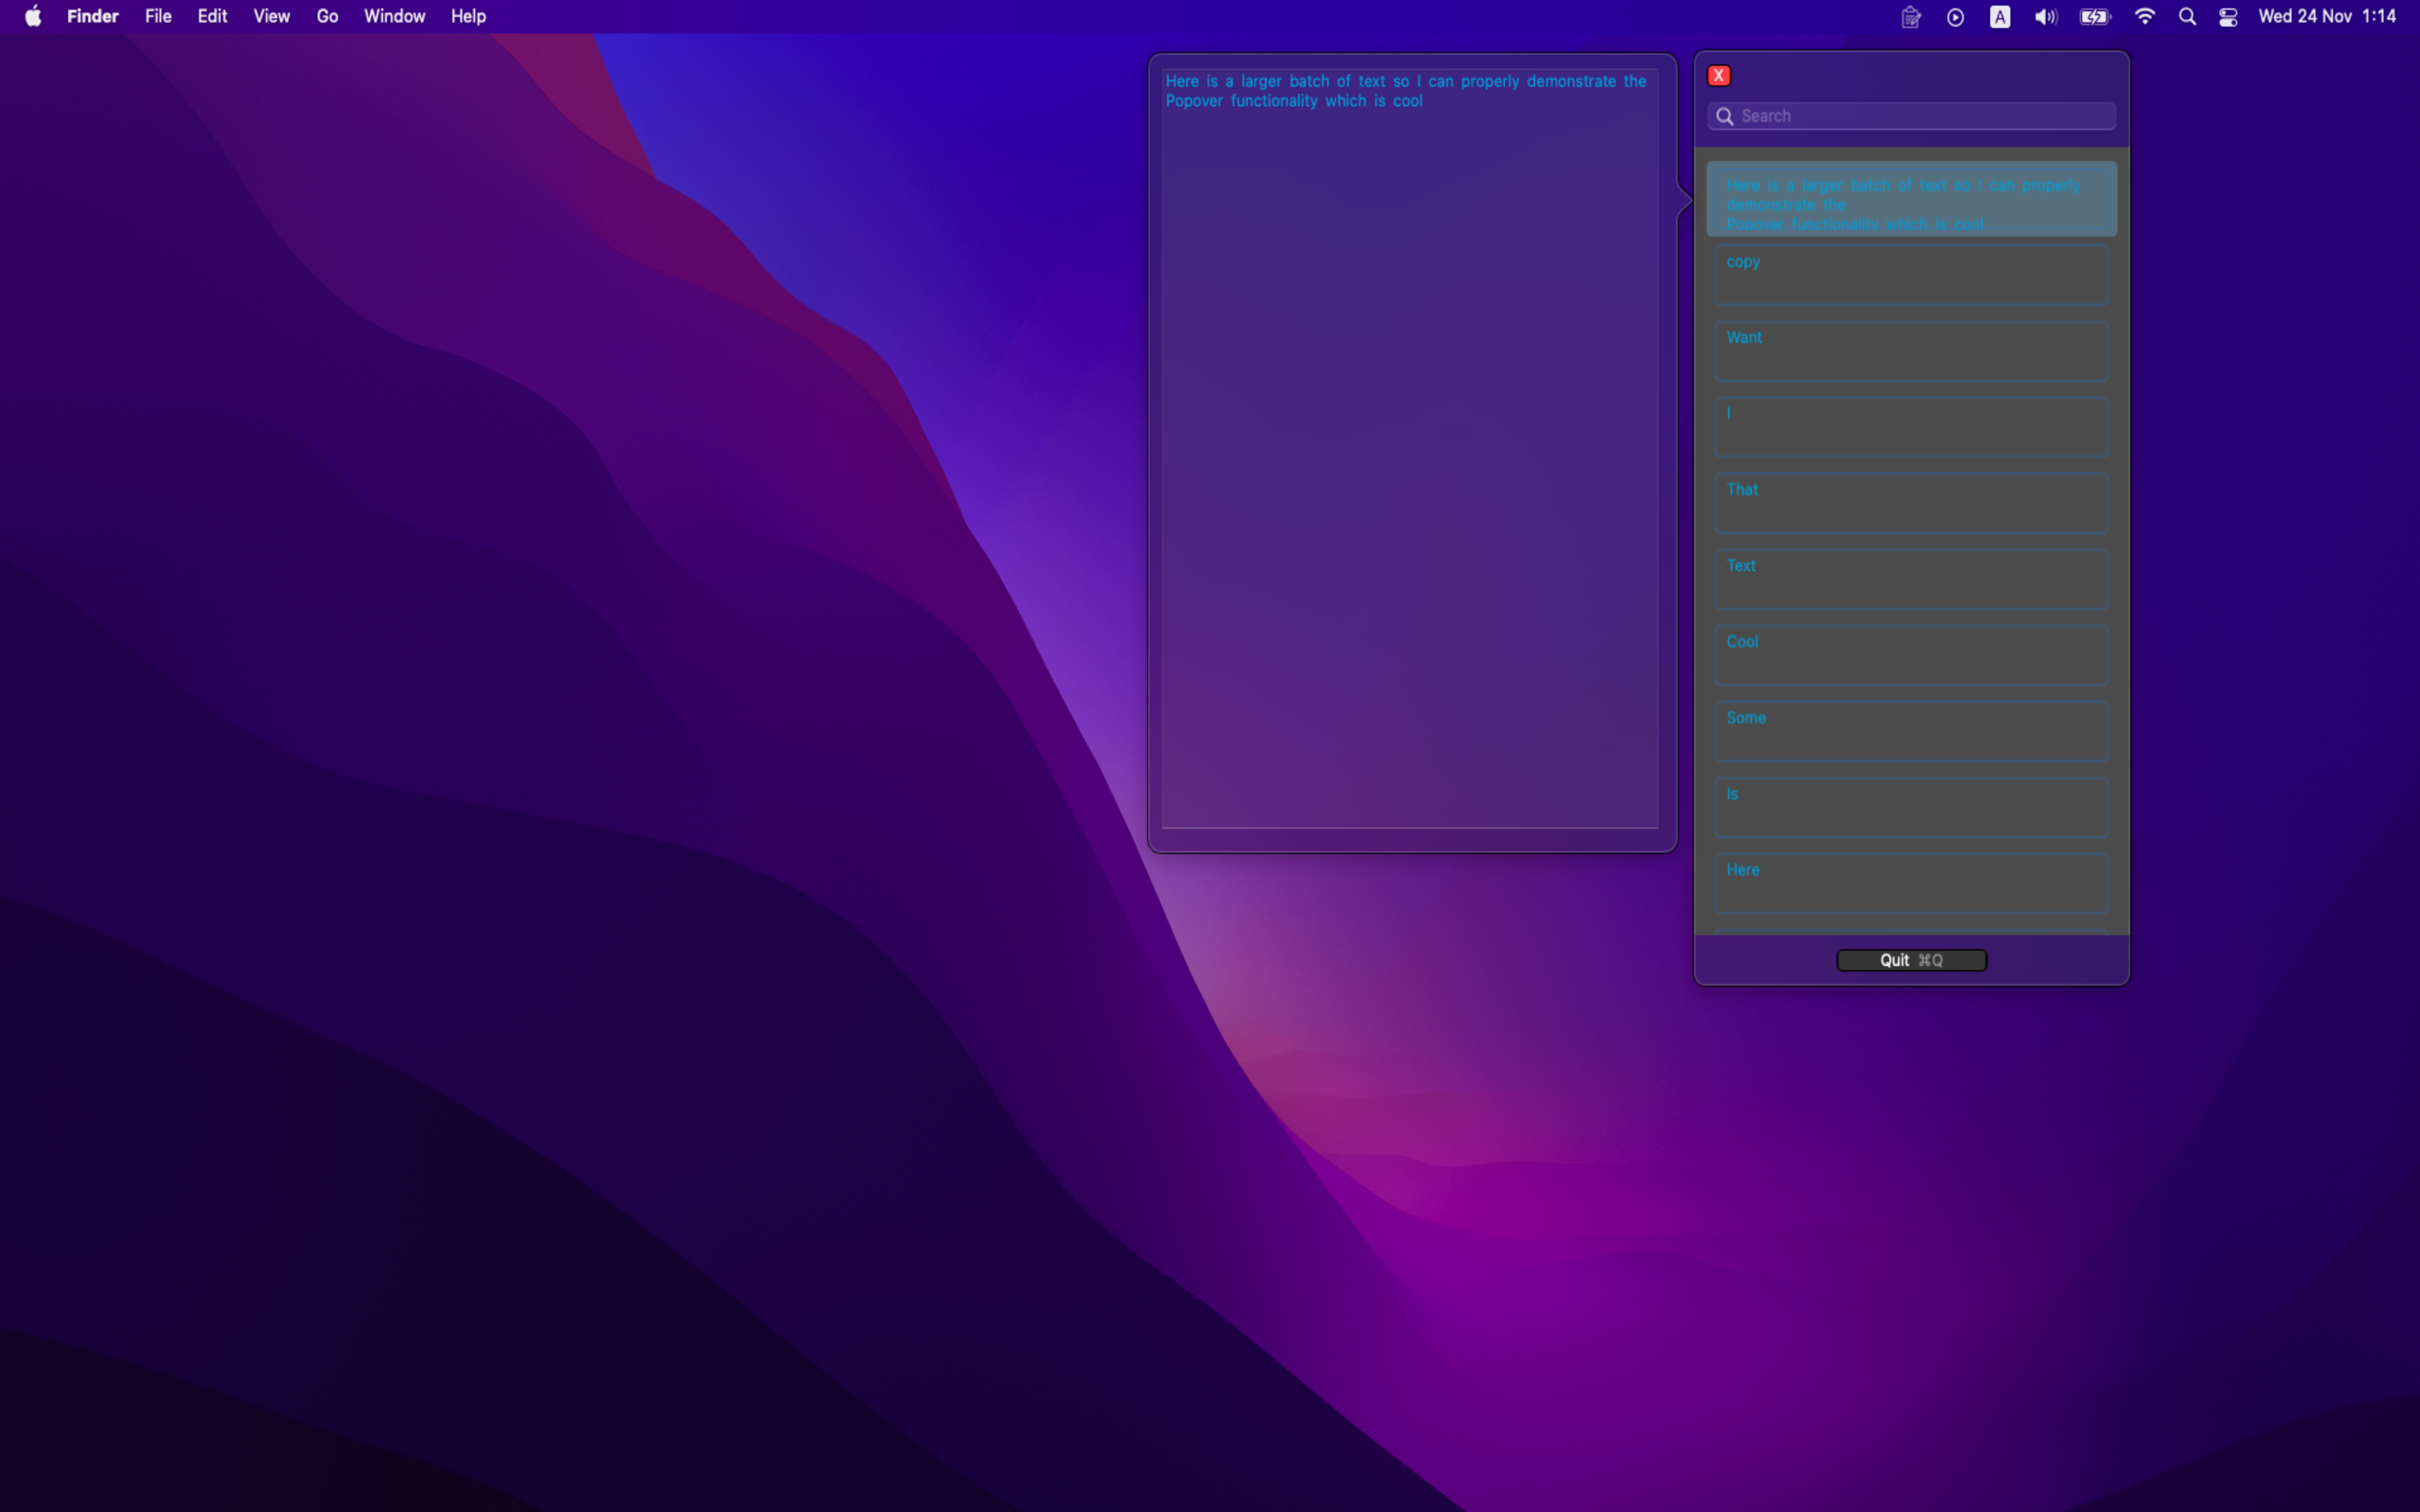 Finder File Edit View Go Window Help
A
Wed 24 Nov 1:14
Here is a larger batch of text so I can properly demonstrate the
Popover functionality which is cool
X
Search
Here is a larger batch of text so I can properly
demonstrate the
Popover functionality which is cool
copy
Want
I
That
Text
Cool
Some
Is
Here
Quit ⌘Q